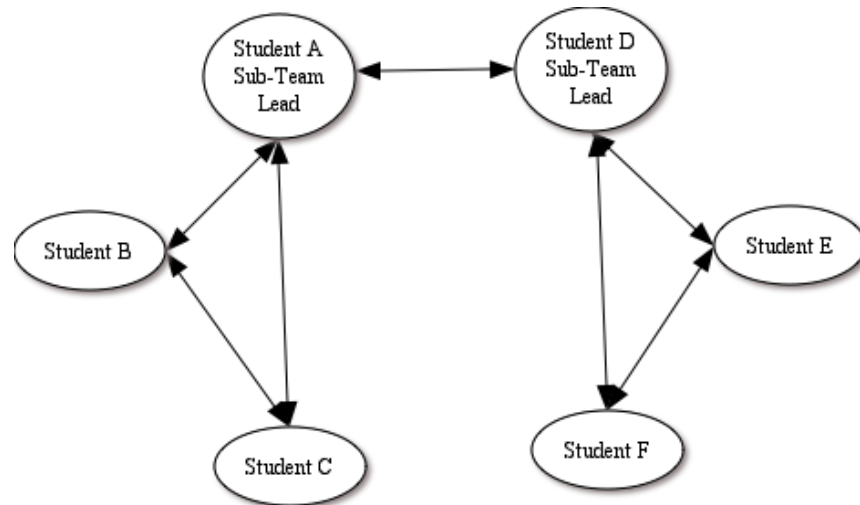 Student A
Sub-Team
Lead
Student D
Sub-Team
Lead
Student B
Student E
Student C
Student F